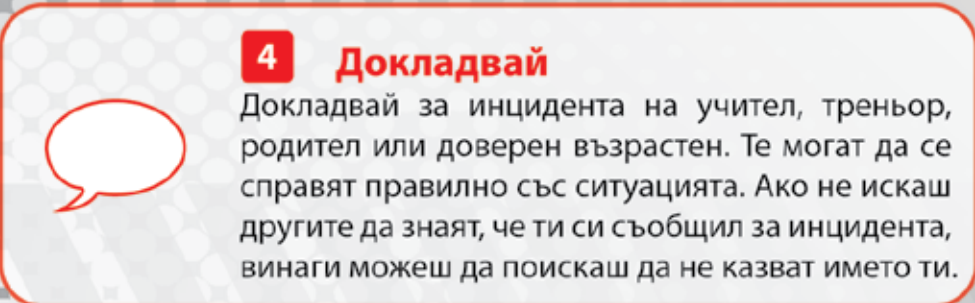 4 Докладвай
Докладвай за инцидента на учител, треньор,
родител или доверен възрастен. Те могат да се
справят правилно със ситуацията. Ако не искаш
другите да знаят, че ти си съобщил за инцидента,
винаги можеш да поискаш да не казват името ти.